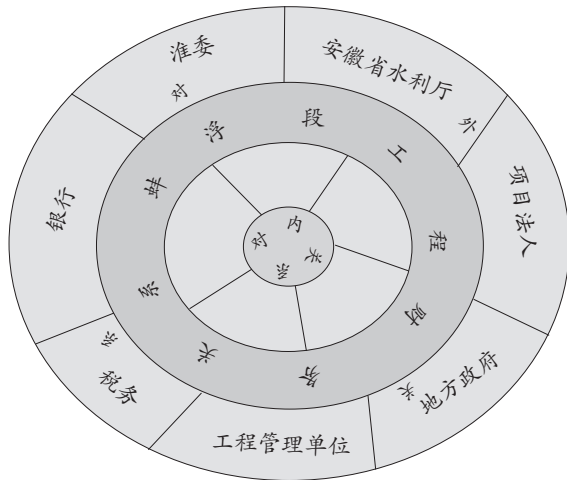 淮委
安徽省水利厅
项目法人
地方政府
工程管理单位
税务
银行
对外关系
蚌浮段工程财务关系
对内关系